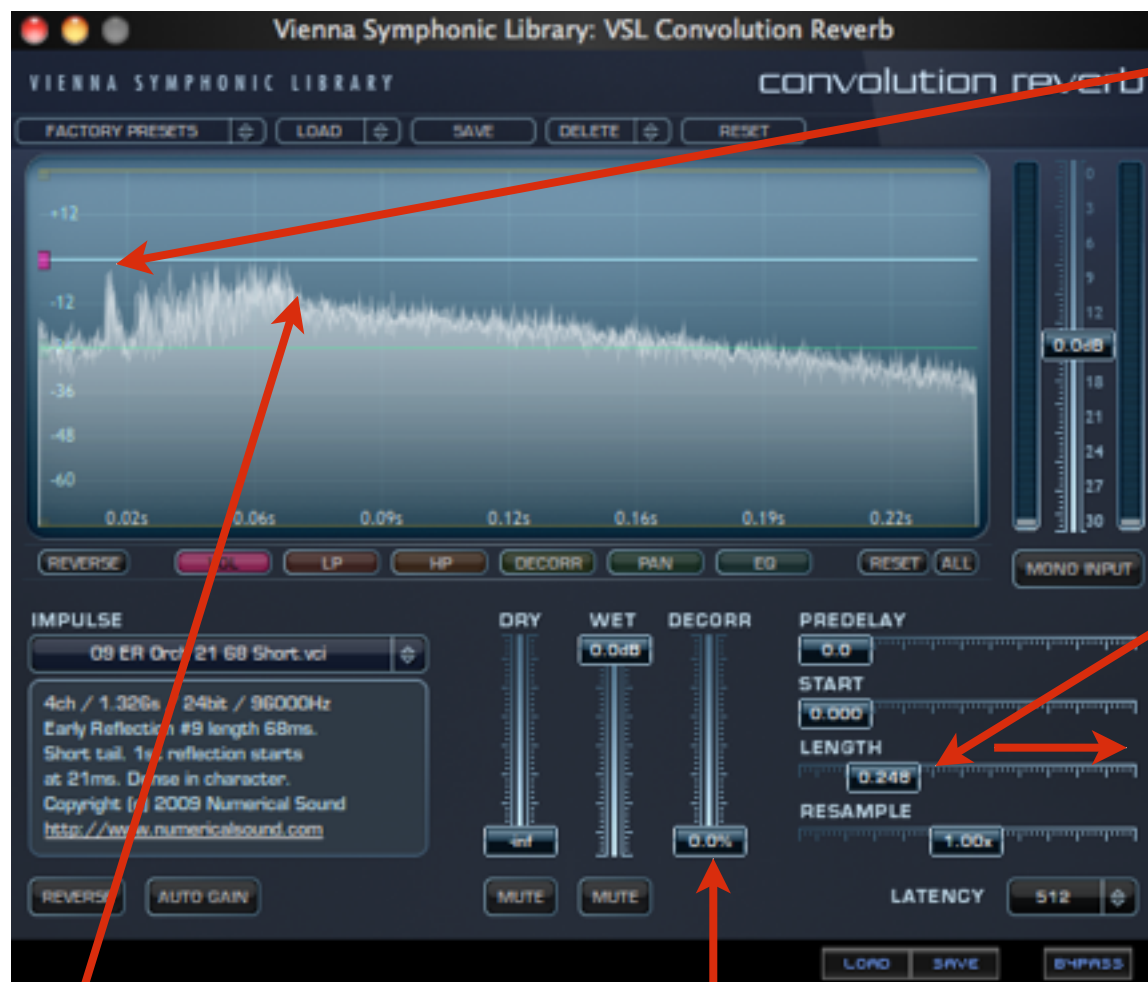 Vienna Symphonic Library: VSL Convolution Reverb
VIENNA SYMPHONIC LIBRARY
convolution reverb
FACTORY PRESETS LOAD SAVE DELETE RESET
+12
-12
-36
-48
-60
0.02s 0.06s 0.09s 0.12s 0.16s 0.19s 0.22s
0
3
6
9
12
0.0dB
18
21
24
27
30
REVERSE VOL LP HP DECORR PAN EQ RESET ALL
MONO INPUT
IMPULSE
09 ER Orch 21 68 Short.vci
4ch / 1.326s / 24bit / 96000Hz
Early Reflection #9 length 68ms.
Short tail. 1st reflection starts
at 21ms. Dense in character.
Copyright (c) 2009 Numerical Sound
http://www.numericalsound.com
REVERSE AUTO GAIN
DRY WET DECORR
0.0dB
-inf
0.0%
MUTE MUTE
PREDELAY
0.0
START
0.000
LENGTH
0.248
RESAMPLE
1.00x
LATENCY 512
LOAD SAVE BYPASS